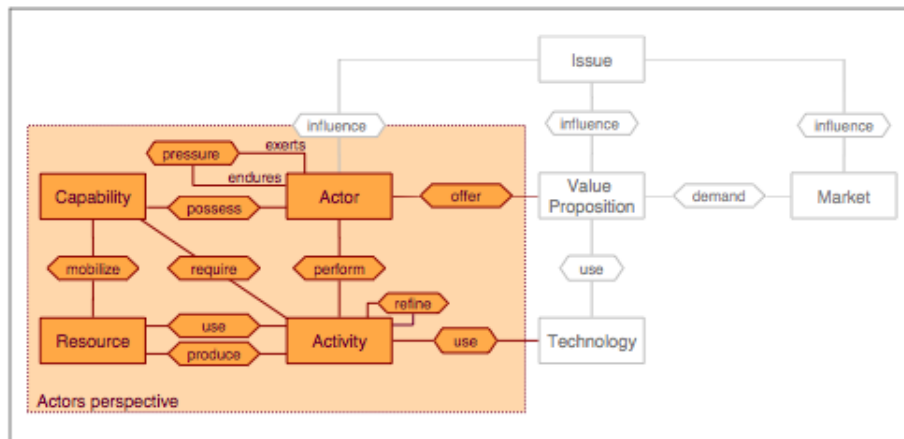 Issue
influence
influence
influence
pressure
exerts
endures
Capability
possess
Actor
offer
Value
Proposition
demand
Market
mobilize
require
perform
use
refine
Resource
use
produce
Activity
use
Technology
Actors perspective